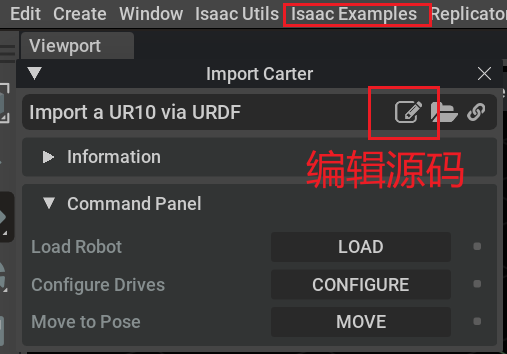 Edit Create Window Isaac Utils Isaac Examples Replicator
Viewport
Import Carter
Import a UR10 via URDF
Information
编辑源码
Command Panel
Load Robot LOAD
Configure Drives CONFIGURE
Move to Pose MOVE